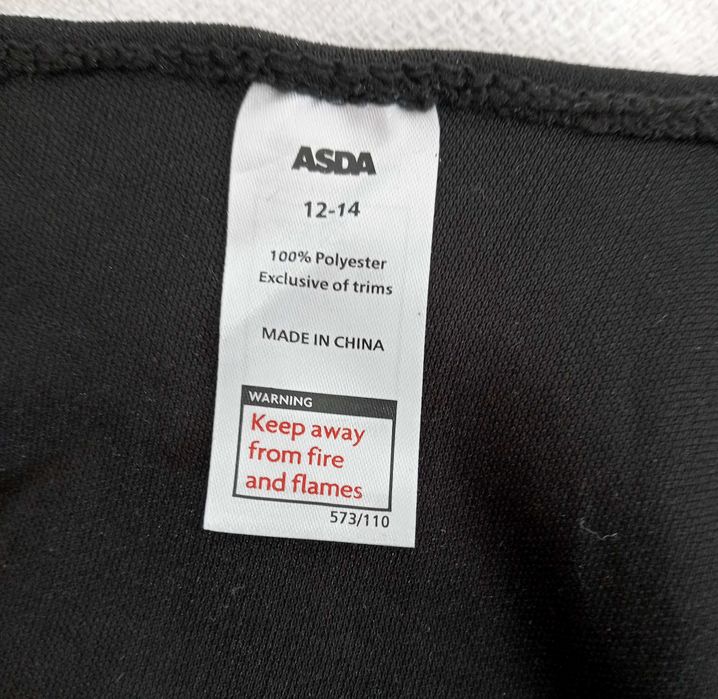 ASDA
12-14
100% Polyester
Exclusive of trims
MADE IN CHINA
WARNING
Keep away
from fire
and flames
573/110